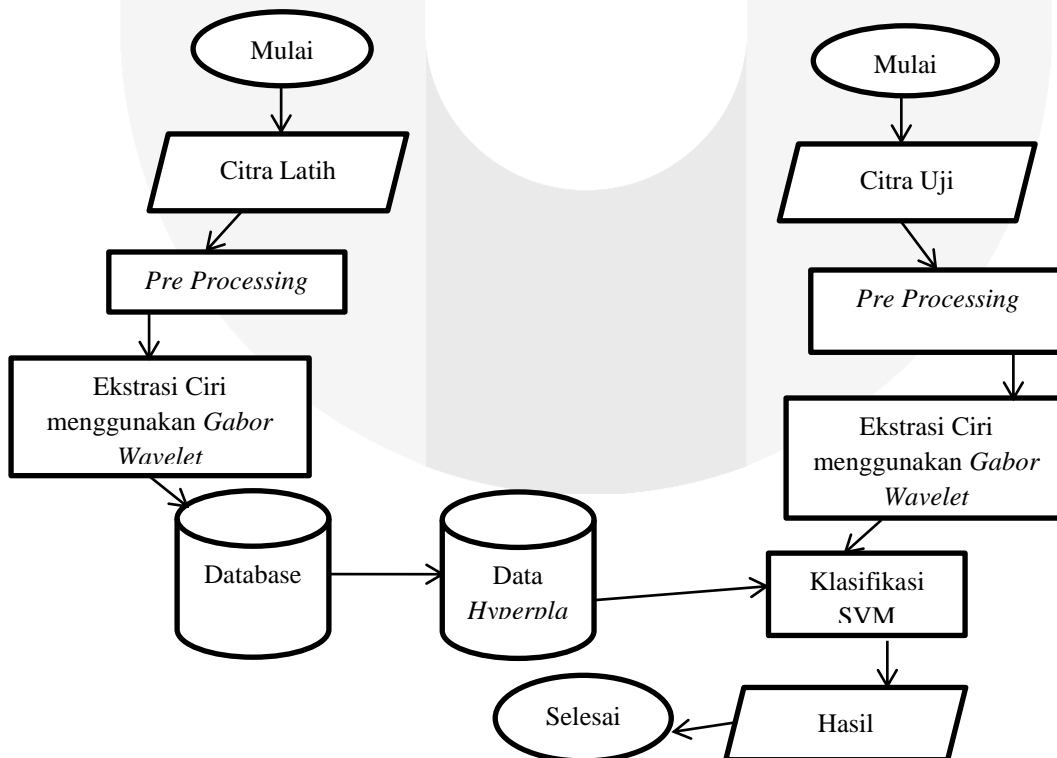 Mulai
Citra Latih
Pre Processing
Ekstrasi Ciri
menggunakan Gabor
Wavelet
Database
Data
Hyperpla
Mulai
Citra Uji
Pre Processing
Ekstrasi Ciri
menggunakan Gabor
Wavelet
Klasifikasi
SVM
Hasil
Selesai